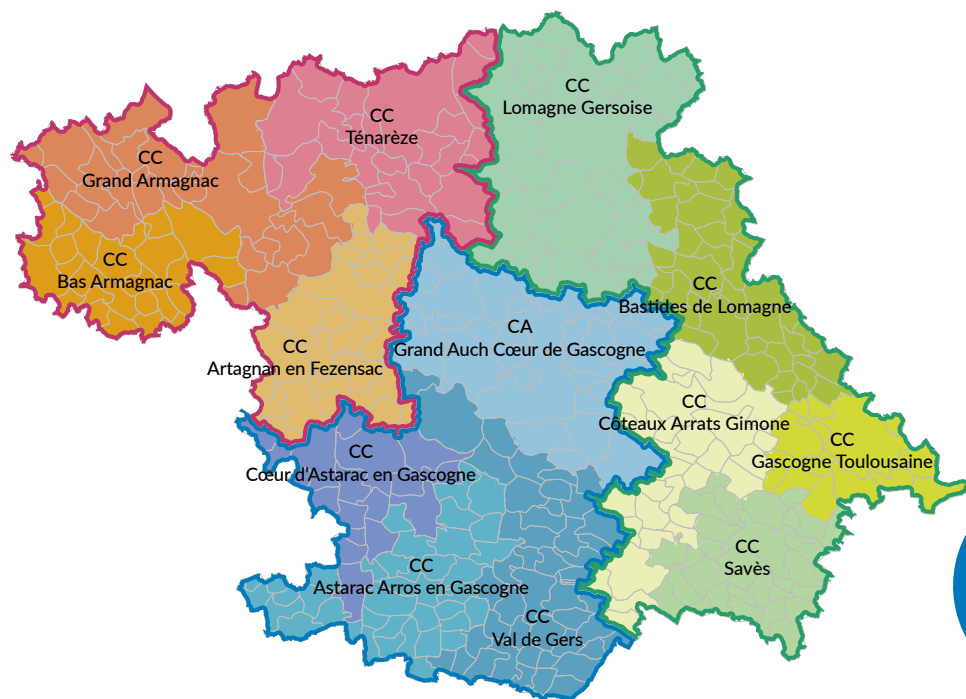 CC
Lomagne Gersoise
CC
Ténarèze
CC
Grand Armagnac
CC
Bas Armagnac
CC
Bastides de Lomagne
CA
Grand Auch Cœur de Gascogne
CC
Artagnan en Fezensac
CC
Côteaux Arrats Gimone
CC
Gascogne Toulousaine
CC
Cœur d'Astarac en Gascogne
CC
Savès
CC
Astarac Arros en Gascogne
CC
Val de Gers